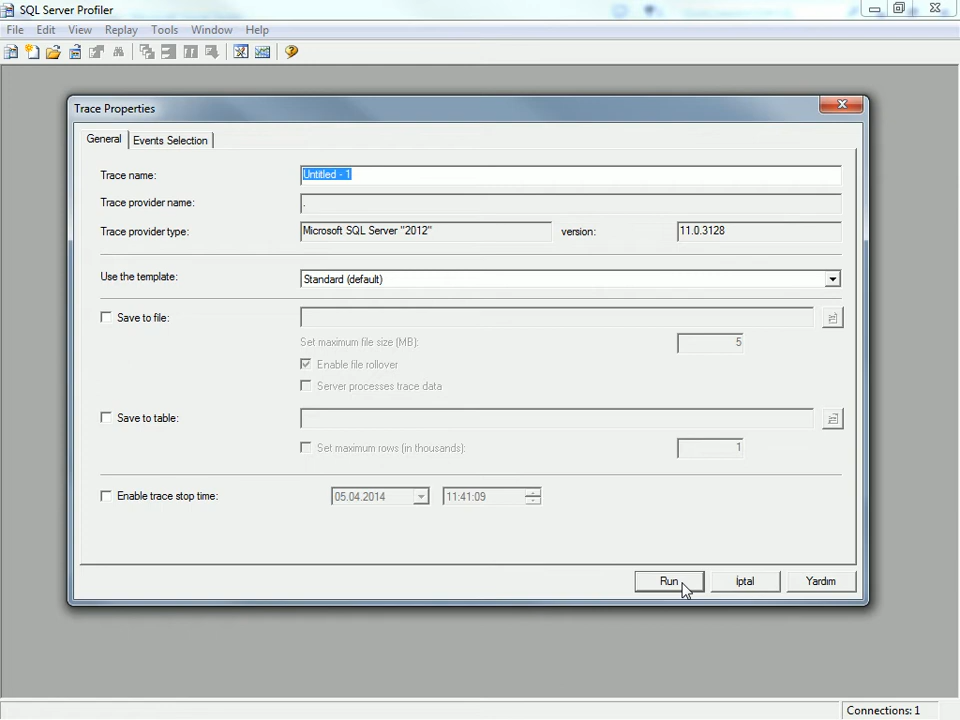 SQL Server Profiler
File Edit View Replay Tools Window Help
Trace Properties
General Events Selection
Trace name: Untitled - 1
Trace provider name: .
Trace provider type: Microsoft SQL Server "2012" version: 11.0.3128
Use the template: Standard (default)
Save to file:
Set maximum file size (MB): 5
Enable file rollover
Server processes trace data
Save to table:
Set maximum rows (in thousands): 1
Enable trace stop time: 05.04.2014 11:41:09
Run İptal Yardım
Connections: 1